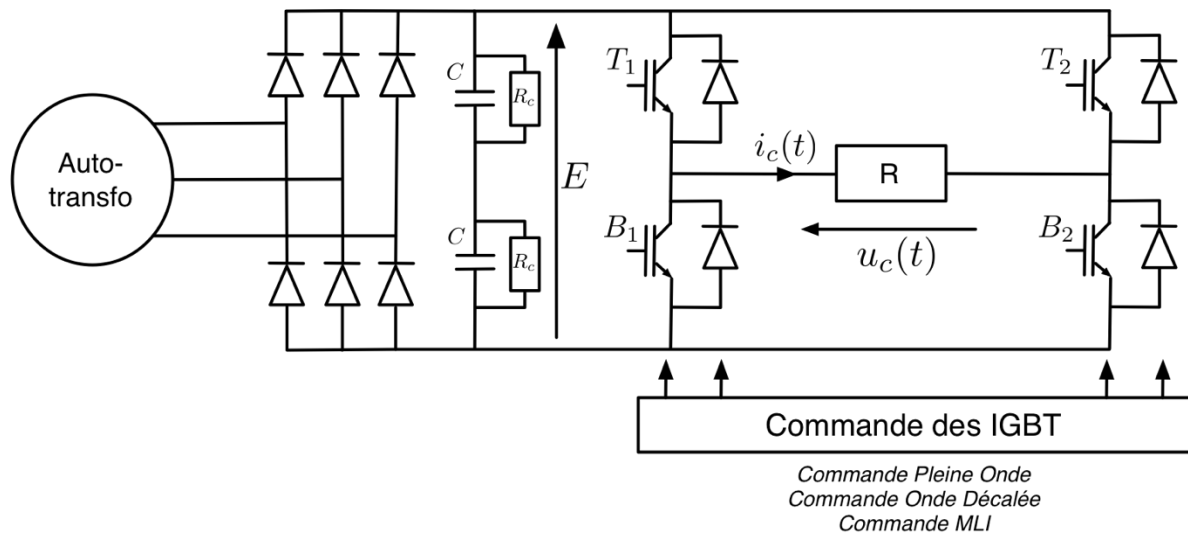 Auto-
transfo
C
R_c
C
R_c
E
T_1
B_1
i_c(t)
R
u_c(t)
T_2
B_2
Commande des IGBT
Commande Pleine Onde
Commande Onde Décalée
Commande MLI